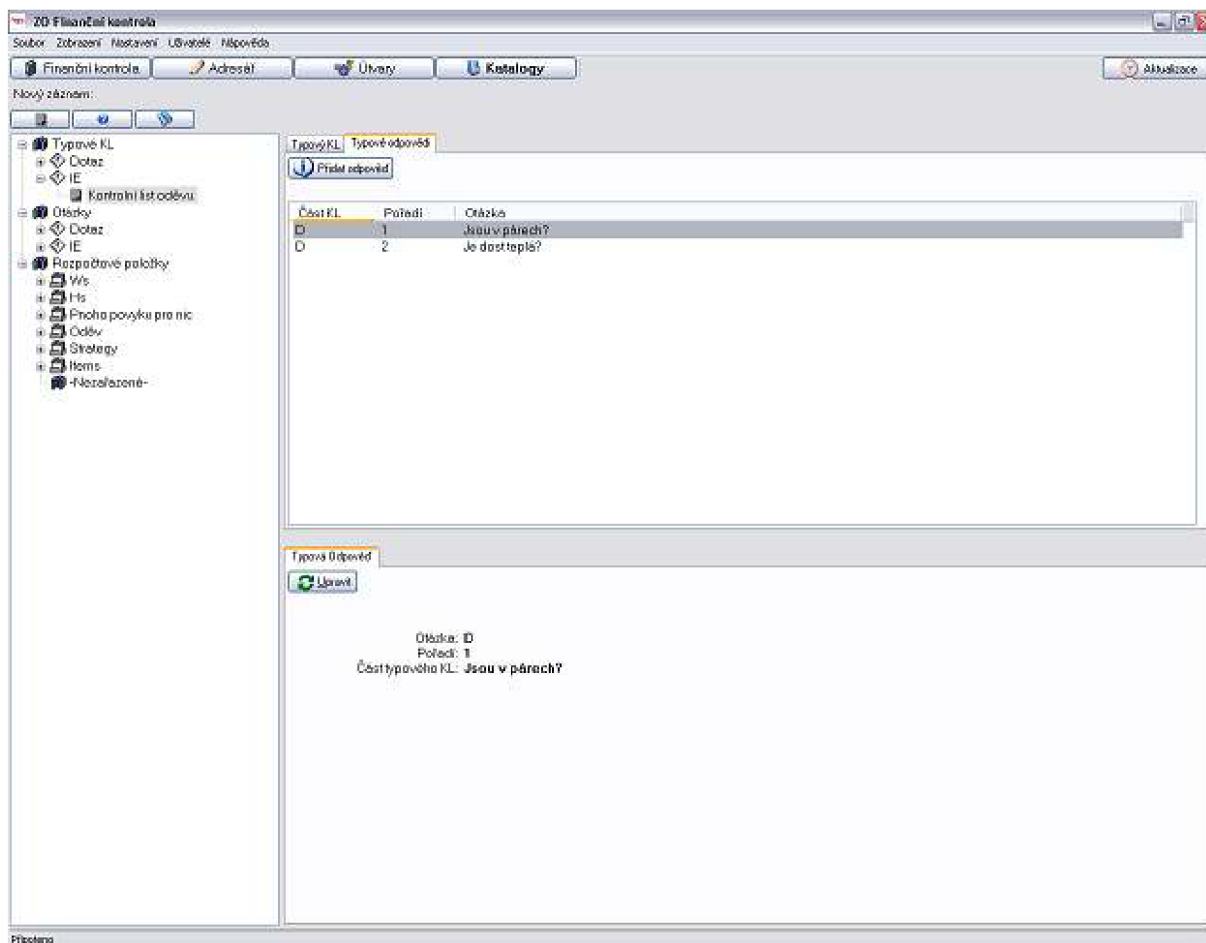 ZO Finanční kontrola
Soubor Zobrazení Nastavení Uživatelé Nápověda
Finanční kontrola Adresář Útvary Katalogy Aktualizace
Nový záznam:
Typové KL
Dotaz
IE
Kontrolní list oděvu
Otázky
Dotaz
IE
Rozpočtové položky
Ws
Hs
Pnoho povyku pro nic
Oděv
Strategy
Items
-Nezařazené-
Typový KL Typové odpovědi
Přidat odpověď
Část KL Pořadí Otázka
D 1 Jsou v párech?
D 2 Je dost teplá?
Typová Odpověď
Upravit
Otázka: D
Pořadí: 1
Část typového KL: Jsou v párech?
Připojeno